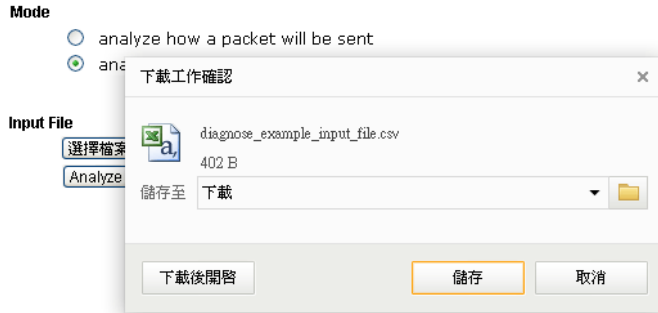 Mode
analyze how a packet will be sent
ana
下載工作確認
diagnose_example_input_file.csv
402 B
Input File
選擇檔案
Analyze
儲存至
下載
下載後開啓
儲存
取消